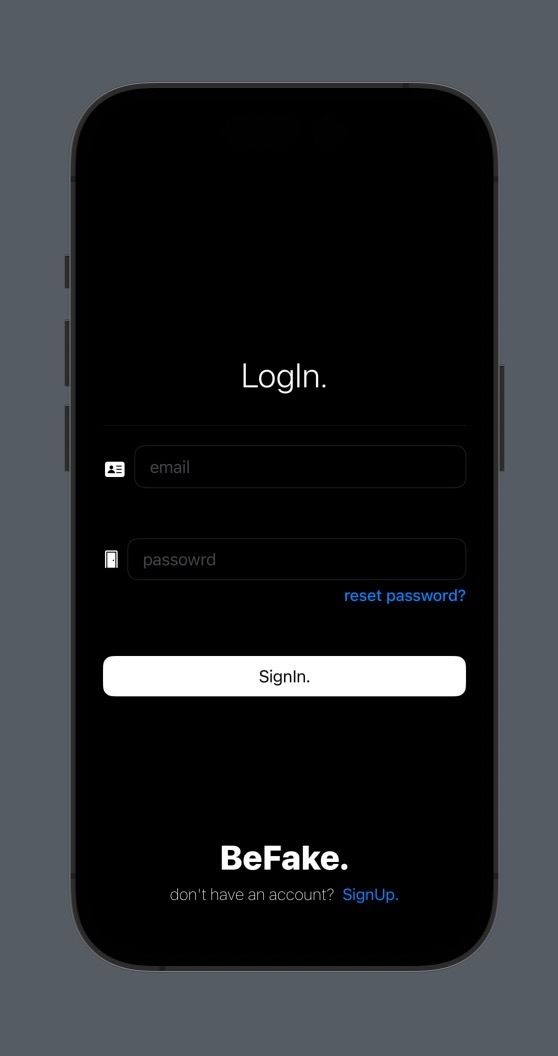 LogIn.
email
passowrd
reset password?
SignIn.
BeFake.
don't have an account? SignUp.